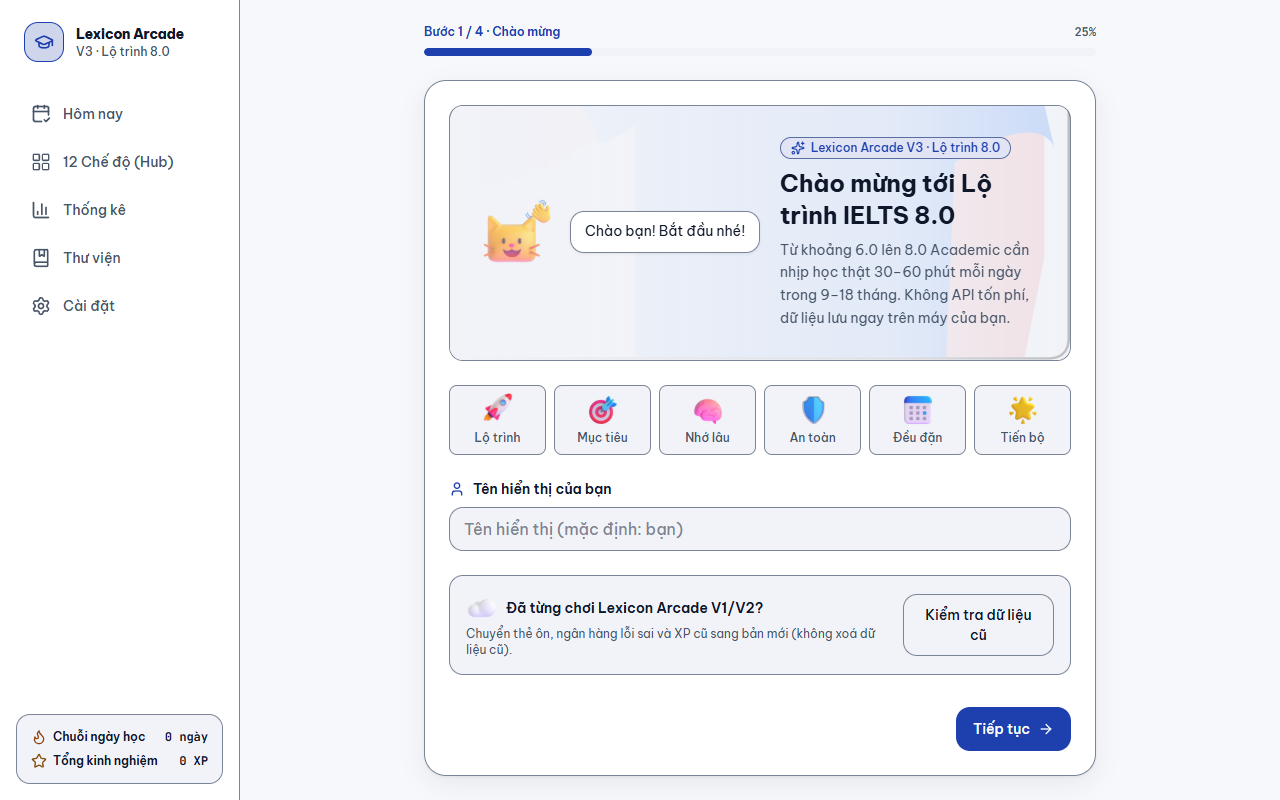 Lexicon Arcade
V3 · Lộ trình 8.0
Hôm nay
12 Chế độ (Hub)
Thống kê
Thư viện
Cài đặt
Chuỗi ngày học 0 ngày
Tổng kinh nghiệm 0 XP
Bước 1 / 4 · Chào mừng 25%
Chào bạn! Bắt đầu nhé!
Lexicon Arcade V3 · Lộ trình 8.0
Chào mừng tới Lộ
trình IELTS 8.0
Từ khoảng 6.0 lên 8.0 Academic cần
nhịp học thật 30–60 phút mỗi ngày
trong 9–18 tháng. Không API tốn phí,
dữ liệu lưu ngay trên máy của bạn.
Lộ trình
Mục tiêu
Nhớ lâu
An toàn
Đều đặn
Tiến bộ
Tên hiển thị của bạn
Tên hiển thị (mặc định: bạn)
Đã từng chơi Lexicon Arcade V1/V2?
Chuyển thẻ ôn, ngân hàng lỗi sai và XP cũ sang bản mới (không xoá dữ
liệu cũ).
Kiểm tra dữ liệu
cũ
Tiếp tục